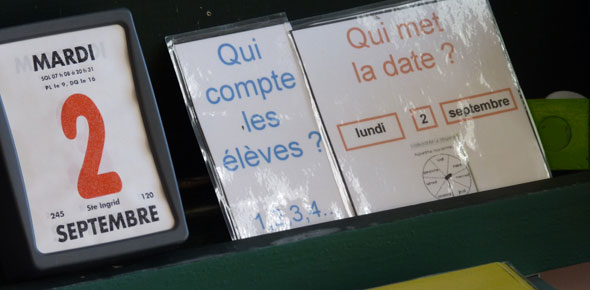 MARDI
SOL 07 h 08 à 20 h 31
PL le 9, DQ le 16
2
Ste Ingrid
245 120
SEPTEMBRE
Qui
compte
les
élèves ?
1,2,3,4...
Qui met
la date ?
lundi 2 septembre